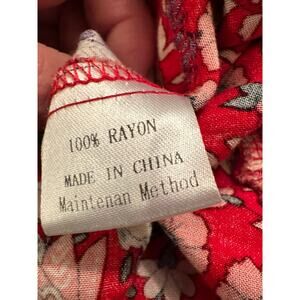 100% RAYON
MADE IN CHINA
Maintenan Method